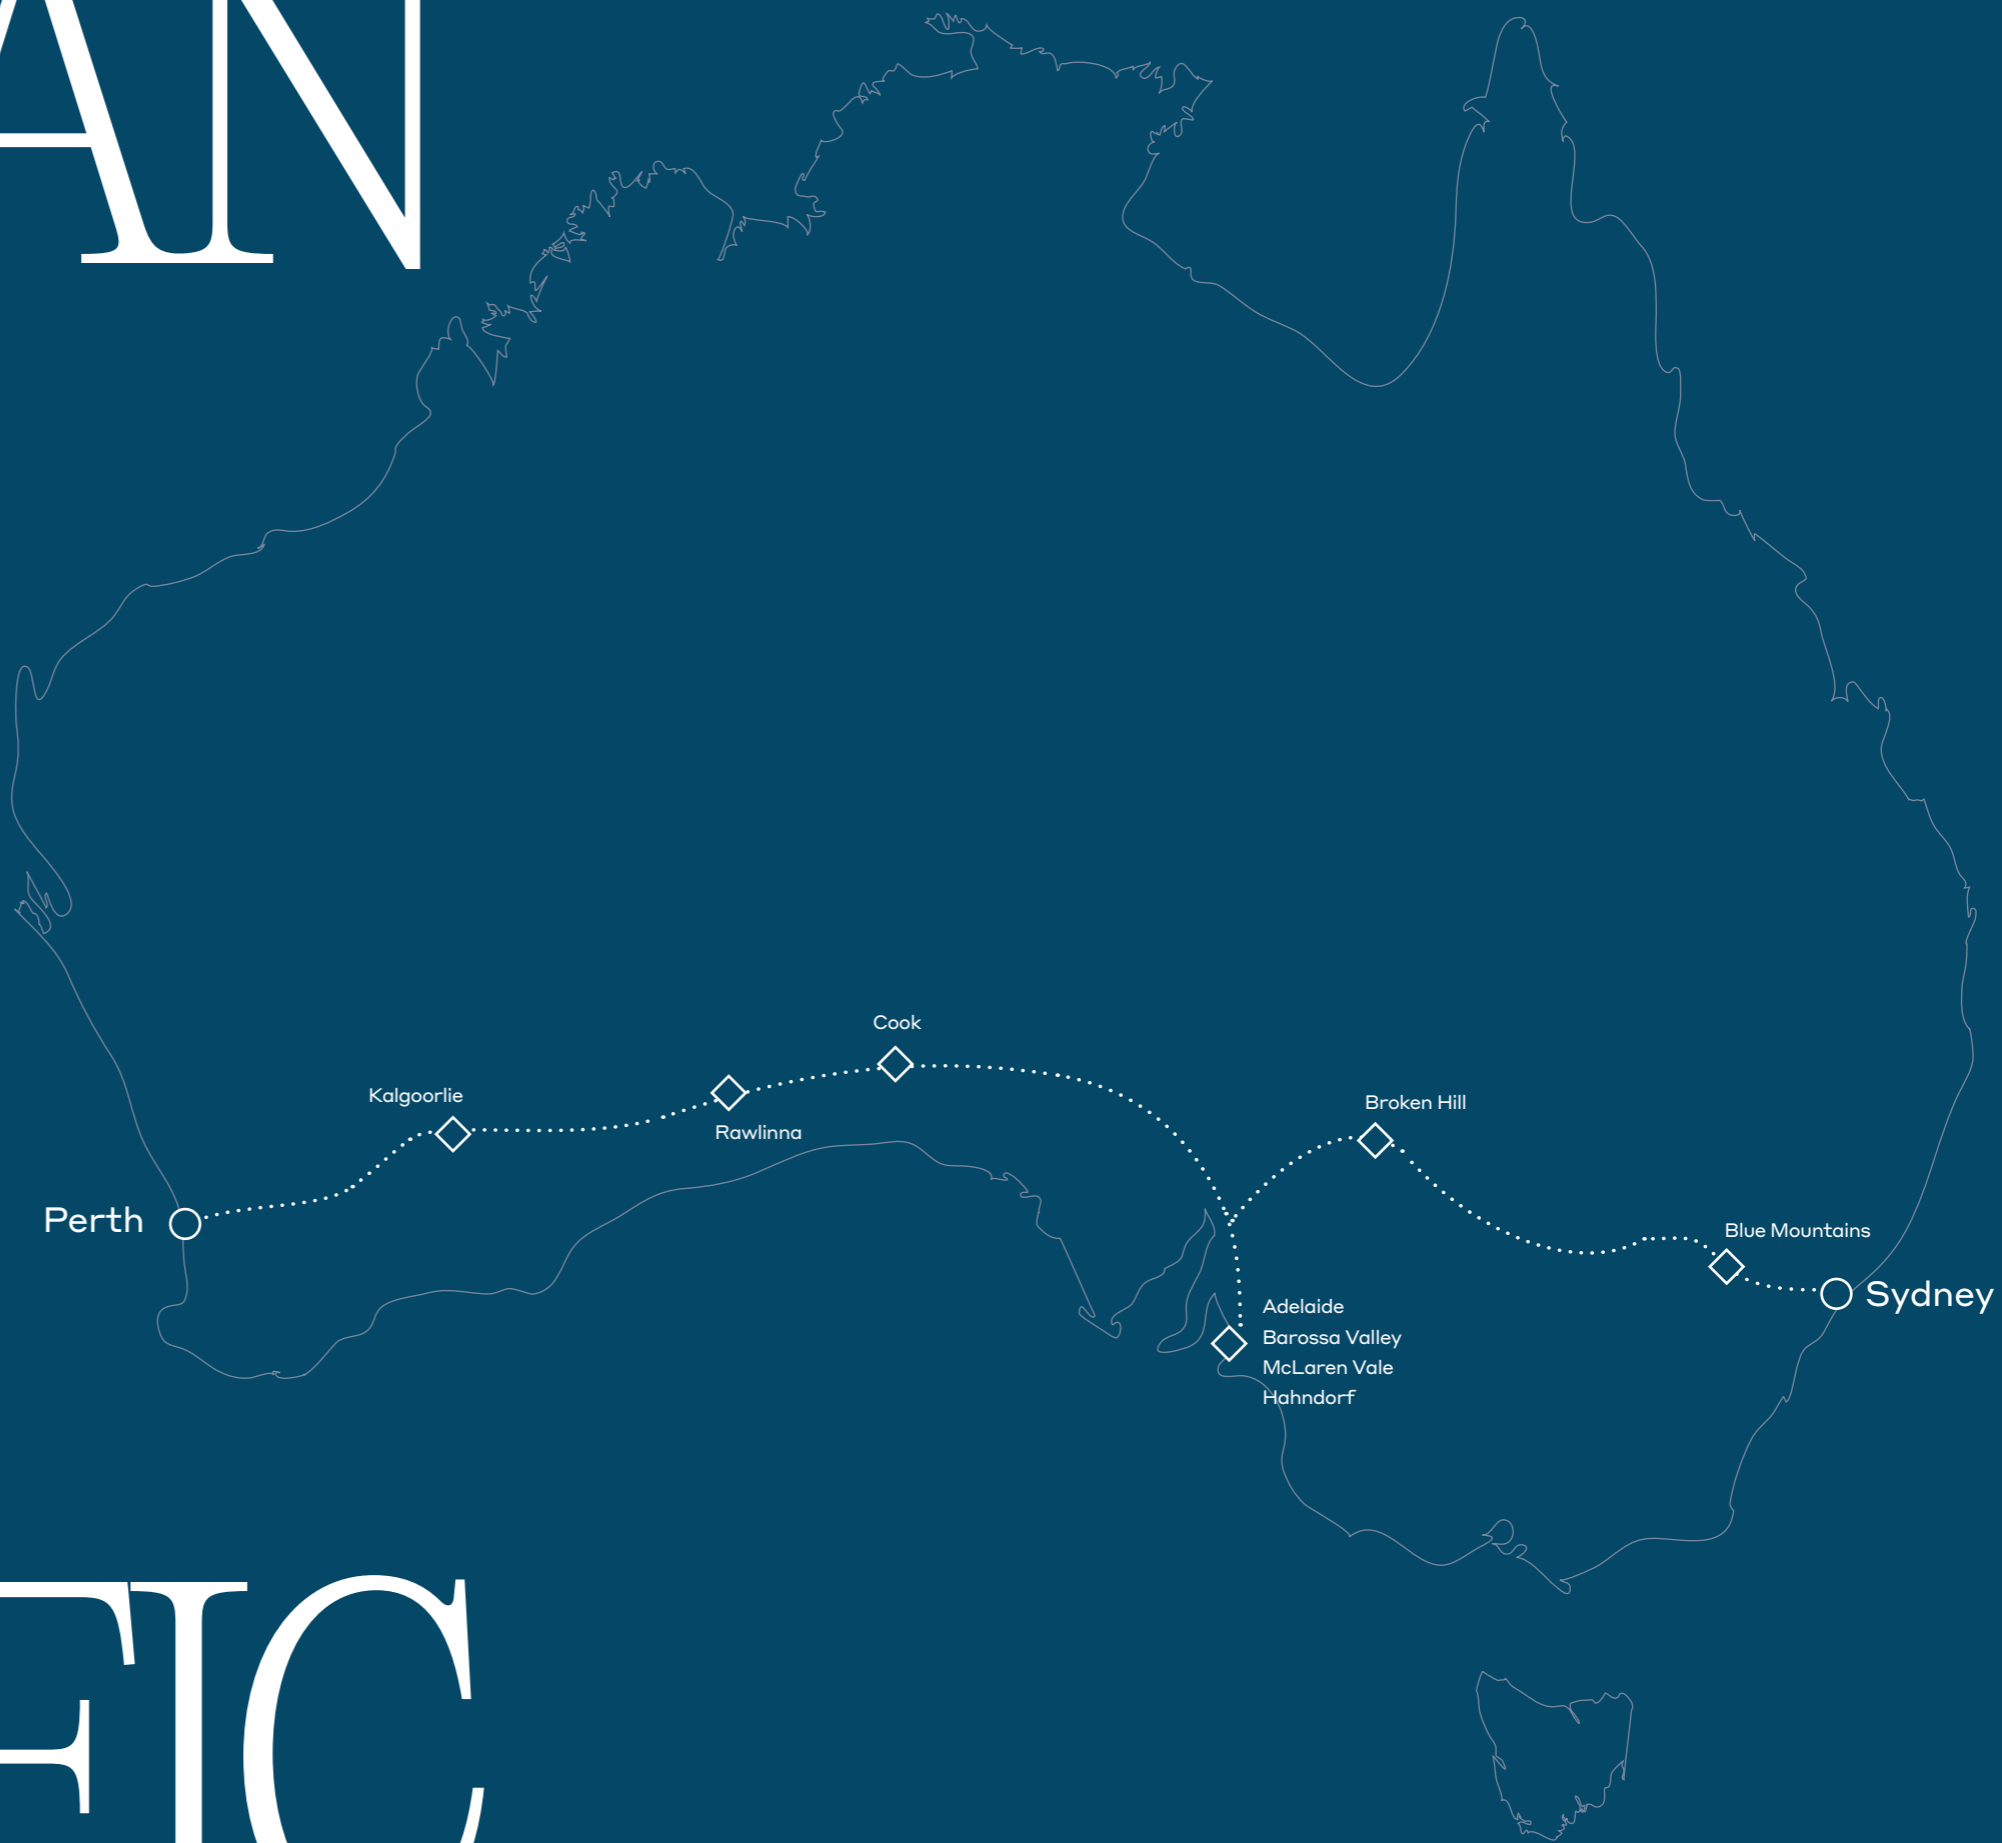 AN
Cook
Kalgoorlie
Broken Hill
Rawlinna
Perth
Blue Mountains
Sydney
Adelaide
Barossa Valley
McLaren Vale
Hahndorf
FIC